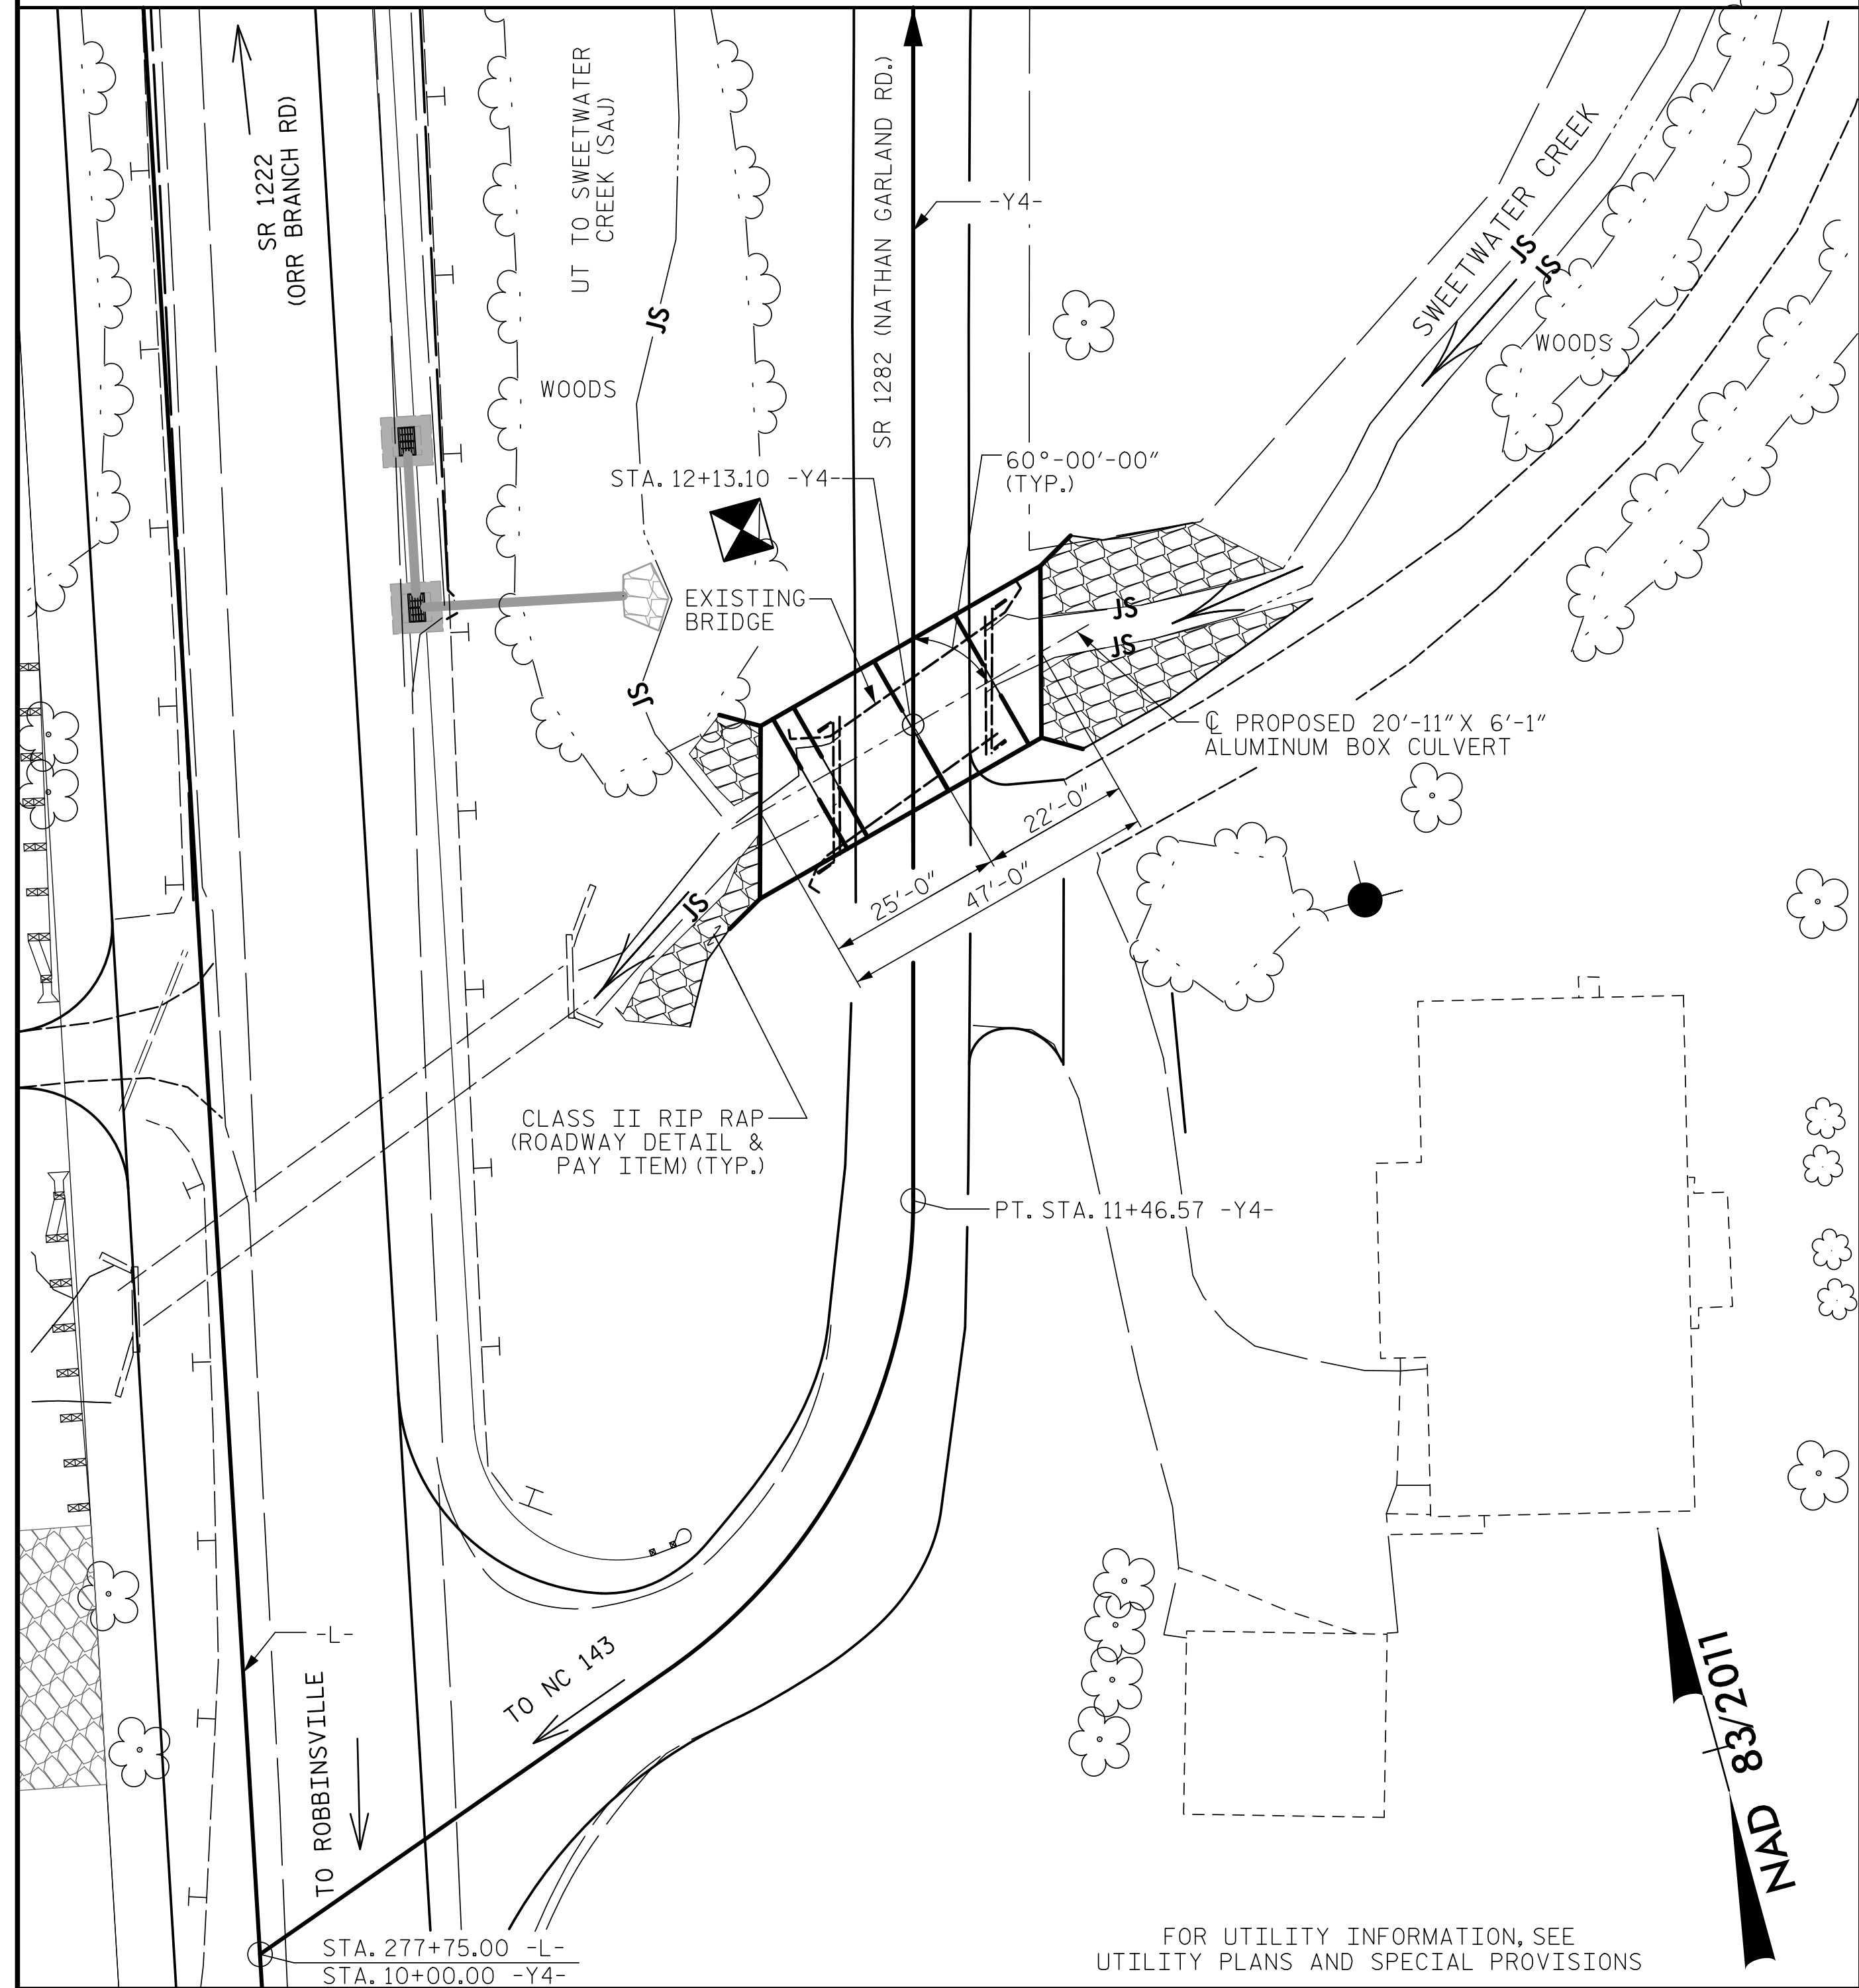 SR 1222
(ORR BRANCH RD)
UT TO SWEETWATER
CREEK (SAJ)
SR 1282 (NATHAN GARLAND RD.)
-Y4-
SWEETWATER CREEK
JS
JS
WOODS
JS
WOODS
STA. 12+13.10 -Y4-
60°-00'-00"
(TYP.)
EXISTING
BRIDGE
JS
JS
JS
℄ PROPOSED 20'-11" X 6'-1"
ALUMINUM BOX CULVERT
22'-0"
25'-0"
47'-0"
JS
CLASS II RIP RAP
(ROADWAY DETAIL &
PAY ITEM) (TYP.)
PT. STA. 11+46.57 -Y4-
-L-
TO NC 143
TO ROBBINSVILLE
NAD 83/2011
STA. 277+75.00 -L-
STA. 10+00.00 -Y4-
FOR UTILITY INFORMATION, SEE
UTILITY PLANS AND SPECIAL PROVISIONS